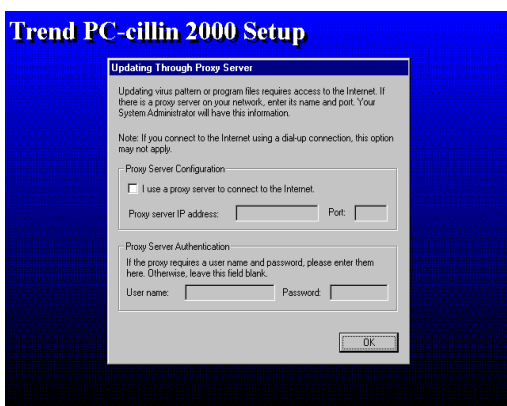 Trend PC-cillin 2000 Setup
Updating Through Proxy Server
Updating virus pattern or program files requires access to the Internet. If
there is a proxy server on your network, enter its name and port. Your
System Administrator will have this information.
Note: If you connect to the Internet using a dial-up connection, this option
may not apply.
Proxy Server Configuration
I use a proxy server to connect to the Internet.
Proxy server IP address: Port:
Proxy Server Authentication
If the proxy requires a user name and password, please enter them
here. Otherwise, leave this field blank.
User name: Password:
OK